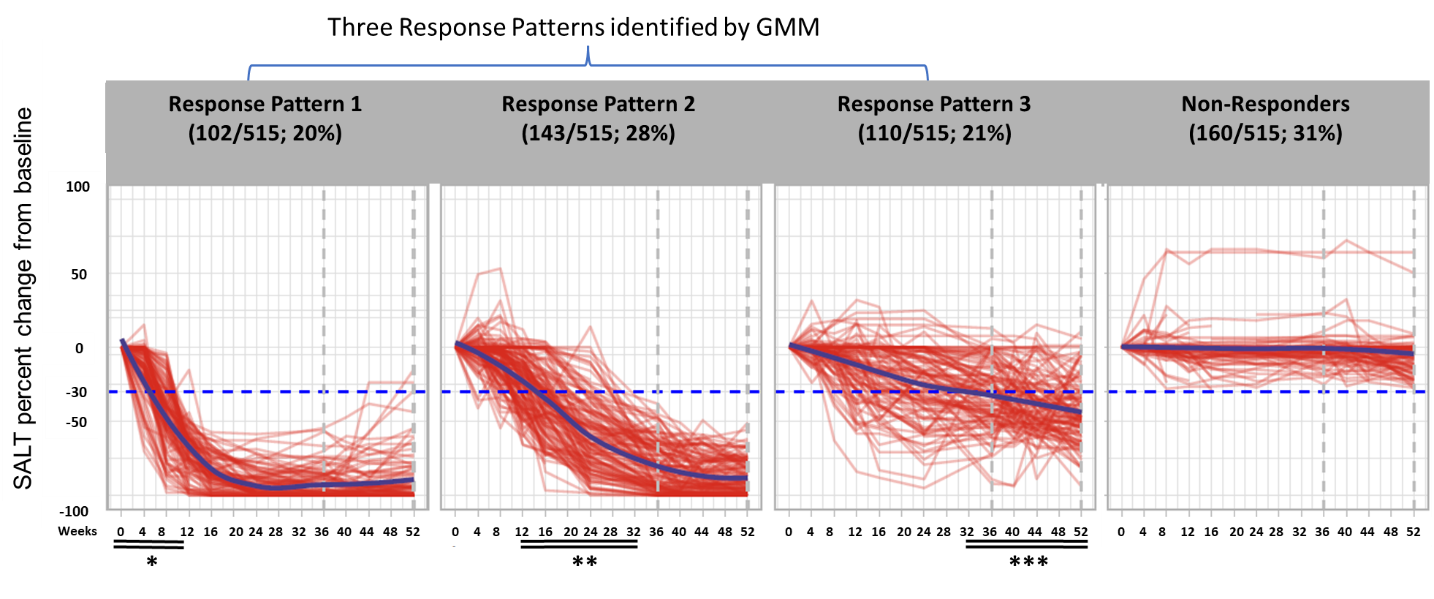 Three Response Patterns identified by GMM
Response Pattern 1
(102/515; 20%)
Response Pattern 2
(143/515; 28%)
Response Pattern 3
(110/515; 21%)
Non-Responders
(160/515; 31%)
SALT percent change from baseline
100
50
0
-30
-50
-100
Weeks 0 4 8 12 16 20 24 28 32 36 40 44 48 52
0 4 8 12 16 20 24 28 32 36 40 44 48 52
0 4 8 12 16 20 24 28 32 36 40 44 48 52
0 4 8 12 16 20 24 28 32 36 40 44 48 52
*
**
***